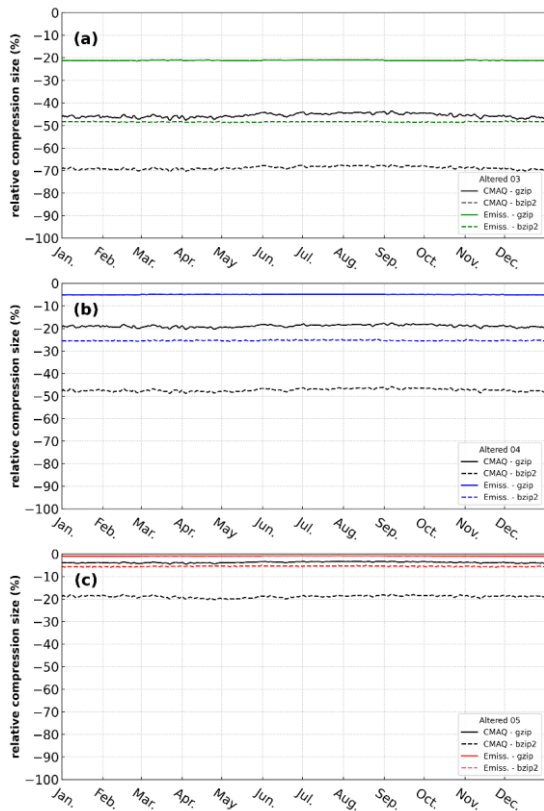 0
−10
−20
−30
−40
−50
−60
−70
−80
−90
−100
relative compression size (%)
(a)
Altered 03
CMAQ - gzip
CMAQ - bzip2
Emiss. - gzip
Emiss. - bzip2
Jan. Feb. Mar. Apr. May Jun. Jul. Aug. Sep. Oct. Nov. Dec.
0
−10
−20
−30
−40
−50
−60
−70
−80
−90
−100
relative compression size (%)
(b)
Altered 04
CMAQ - gzip
CMAQ - bzip2
Emiss. - gzip
Emiss. - bzip2
Jan. Feb. Mar. Apr. May Jun. Jul. Aug. Sep. Oct. Nov. Dec.
0
−10
−20
−30
−40
−50
−60
−70
−80
−90
−100
relative compression size (%)
(c)
Altered 05
CMAQ - gzip
CMAQ - bzip2
Emiss. - gzip
Emiss. - bzip2
Jan. Feb. Mar. Apr. May Jun. Jul. Aug. Sep. Oct. Nov. Dec.